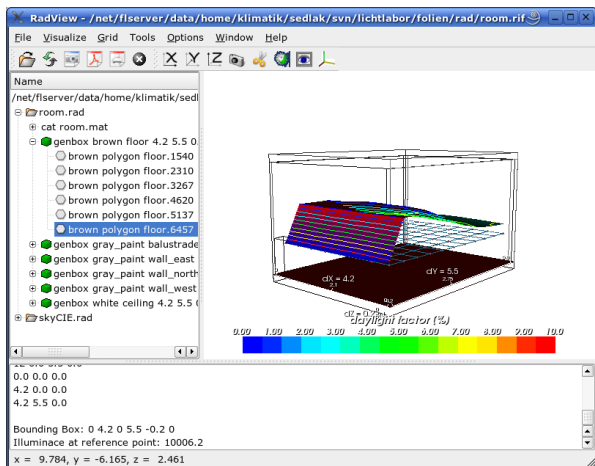 RadView - /net/flserver/data/home/klimatik/sedlak/svn/lichtlabor/folien/rad/room.rif
File Visualize Grid Tools Options Window Help
X Y Z
Name
/net/flserver/data/home/klimatik/sedl
room.rad
cat room.mat
genbox brown floor 4.2 5.5 0.
brown polygon floor.1540
brown polygon floor.2310
brown polygon floor.3267
brown polygon floor.4620
brown polygon floor.5137
brown polygon floor.6457
genbox gray_paint balustrade
genbox gray_paint wall_east
genbox gray_paint wall_north
genbox gray_paint wall_west
genbox white ceiling 4.2 5.5
skyCIE.rad
dX = 4.2
2.1
dY = 5.5
2.75
daylight factor (%)
0.00 1.00 2.00 3.00 4.00 5.00 6.00 7.00 8.00 9.00 10.0
0.0 0.0 0.0
4.2 0.0 0.0
4.2 5.5 0.0
Bounding Box: 0 4.2 0 5.5 -0.2 0
Illuminace at reference point: 10006.2
x = 9.784, y = -6.165, z = 2.461